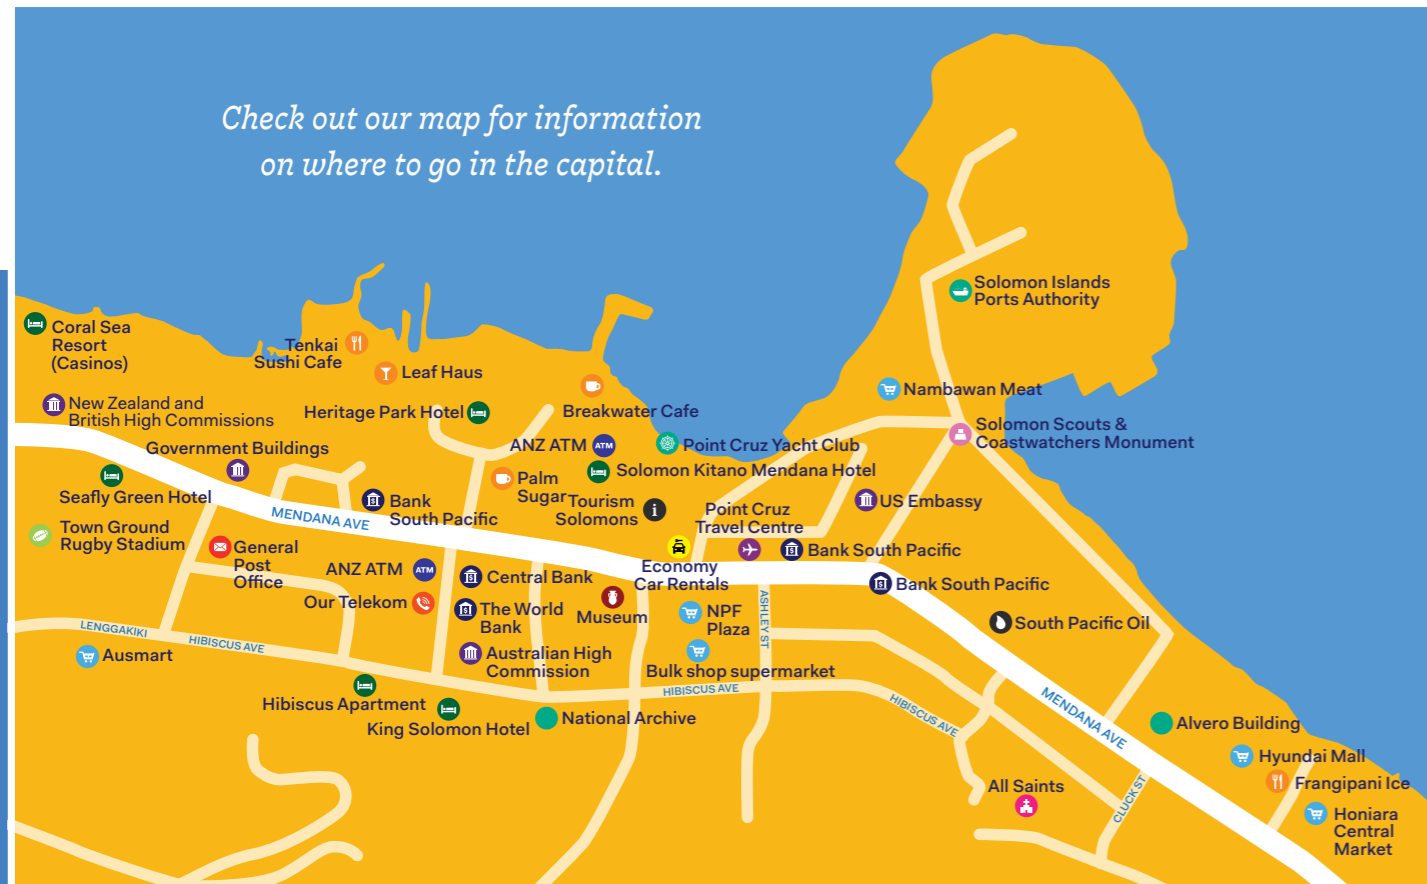 Check out our map for information
on where to go in the capital.
Solomon Islands
Ports Authority
Coral Sea
Resort
(Casinos)
Tenkai
Sushi Cafe
Leaf Haus
New Zealand and
British High Commissions
Heritage Park Hotel
Breakwater Cafe
Nambawan Meat
Solomon Scouts &
Coastwatchers Monument
Government Buildings
ANZ ATM
ATM
Point Cruz Yacht Club
Seafly Green Hotel
Palm
Sugar
Solomon Kitano Mendana Hotel
Bank
South Pacific
Tourism
Solomons
i
Point Cruz
Travel Centre
US Embassy
MENDANA AVE
Town Ground
Rugby Stadium
General
Post
Office
ANZ ATM
ATM
Central Bank
Economy
Car Rentals
Bank South Pacific
Bank South Pacific
Our Telekom
The World
Bank
Museum
NPF
Plaza
ASHLEY ST
South Pacific Oil
LENGGAKIKI
HIBISCUS AVE
Ausmart
Australian High
Commission
Bulk shop supermarket
HIBISCUS AVE
HIBISCUS AVE
MENDANA AVE
Hibiscus Apartment
King Solomon Hotel
National Archive
Alvero Building
Hyundai Mall
All Saints
CLUCK ST
Frangipani Ice
Honiara
Central
Market